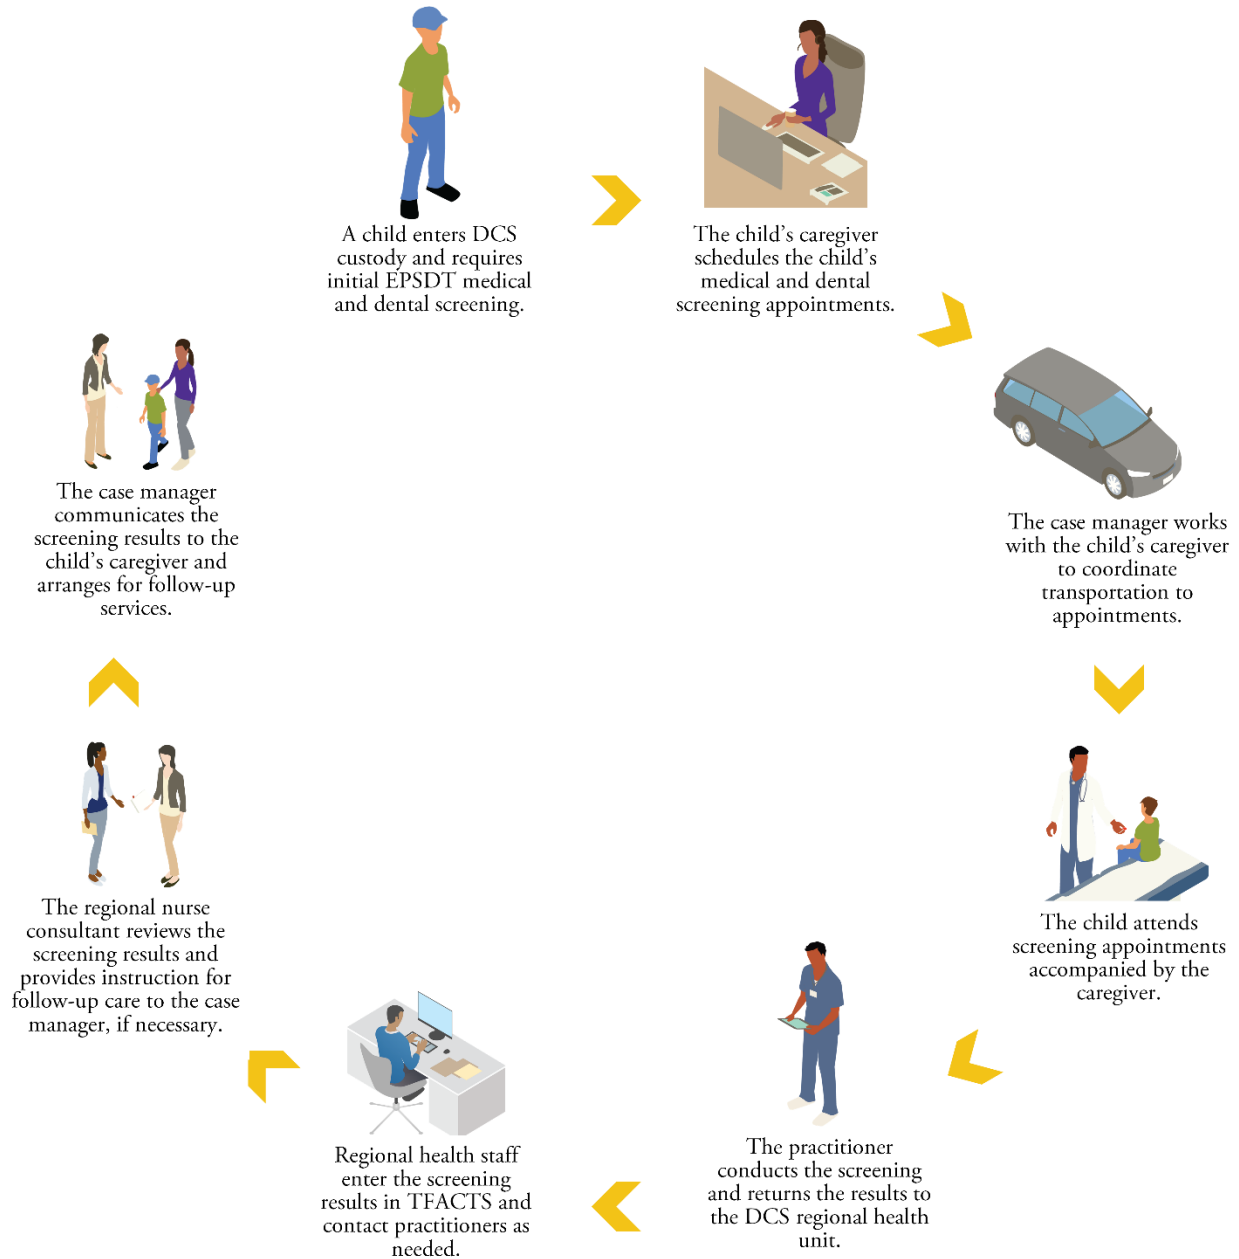 A child enters DCS
custody and requires
initial EPSDT medical
and dental screening.
The child’s caregiver
schedules the child’s
medical and dental
screening appointments.
The case manager works
with the child’s caregiver
to coordinate
transportation to
appointments.
The child attends
screening appointments
accompanied by the
caregiver.
The practitioner
conducts the screening
and returns the results to
the DCS regional health
unit.
Regional health staff
enter the screening
results in TFACTS and
contact practitioners as
needed.
The regional nurse
consultant reviews the
screening results and
provides instruction for
follow-up care to the case
manager, if necessary.
The case manager
communicates the
screening results to the
child’s caregiver and
arranges for follow-up
services.